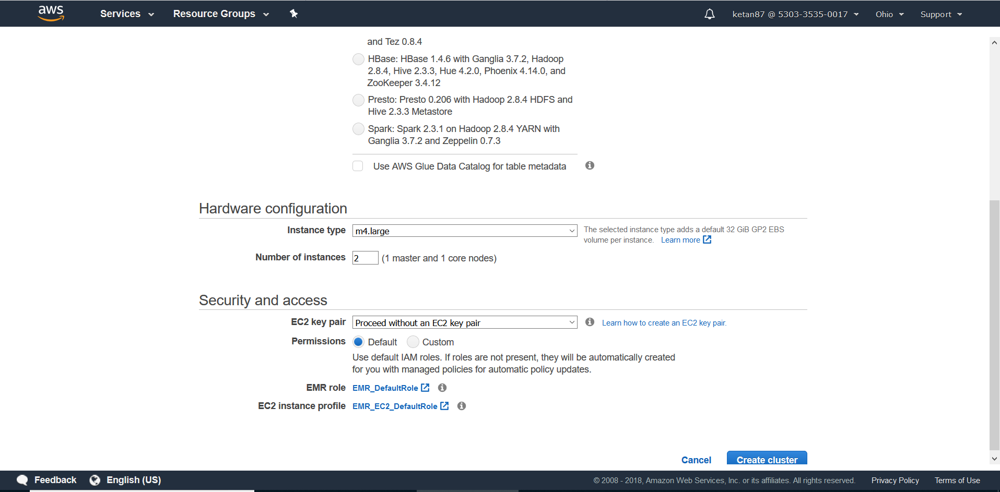 aws
Services
Resource Groups
ketan87 @ 5303-3535-0017
Ohio
Support
and Tez 0.8.4
HBase: HBase 1.4.6 with Ganglia 3.7.2, Hadoop
2.8.4, Hive 2.3.3, Hue 4.2.0, Phoenix 4.14.0, and
ZooKeeper 3.4.12
Presto: Presto 0.206 with Hadoop 2.8.4 HDFS and
Hive 2.3.3 Metastore
Spark: Spark 2.3.1 on Hadoop 2.8.4 YARN with
Ganglia 3.7.2 and Zeppelin 0.7.3
Use AWS Glue Data Catalog for table metadata
Hardware configuration
Instance type
m4.large
The selected instance type adds a default 32 GiB GP2 EBS
volume per instance. Learn more
Number of instances
2
(1 master and 1 core nodes)
Security and access
EC2 key pair
Proceed without an EC2 key pair
Learn how to create an EC2 key pair.
Permissions
Default
Custom
Use default IAM roles. If roles are not present, they will be automatically created
for you with managed policies for automatic policy updates.
EMR role
EMR_DefaultRole
EC2 instance profile
EMR_EC2_DefaultRole
Cancel
Create cluster
Feedback
English (US)
© 2008 - 2018, Amazon Web Services, Inc. or its affiliates. All rights reserved.
Privacy Policy
Terms of Use